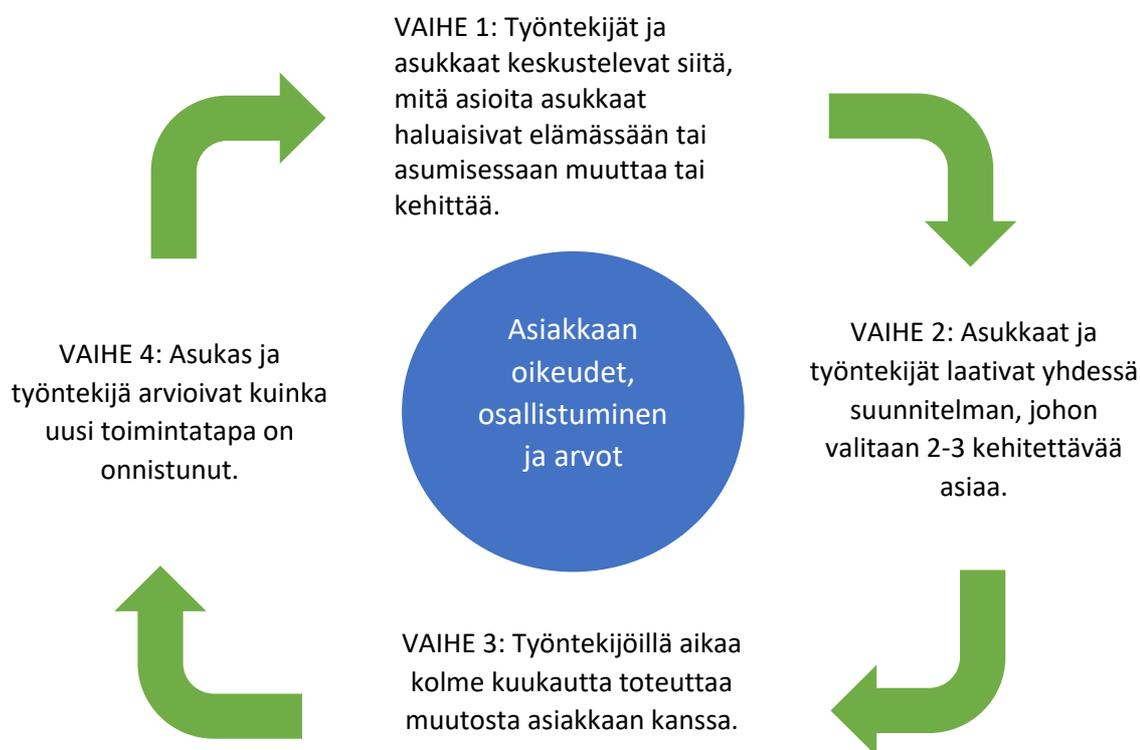 VAIHE 1: Työntekijät ja
asukkaat keskustelevat siitä,
mitä asioita asukkaat
haluaisivat elämässään tai
asumisessaan muuttaa tai
kehittää.
Asiakkaan
oikeudet,
osallistuminen
ja arvot
VAIHE 2: Asukkaat ja
työntekijät laativat yhdessä
suunnitelman, johon
valitaan 2-3 kehitettävää
asiaa.
VAIHE 3: Työntekijöillä aikaa
kolme kuukautta toteuttaa
muutosta asiakkaan kanssa.
VAIHE 4: Asukas ja
työntekijä arvioivat kuinka
uusi toimintatapa on
onnistunut.